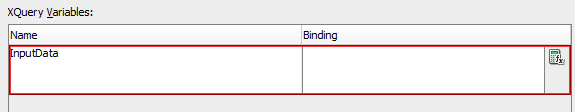 XQuery Variables:
Name Binding
InputData